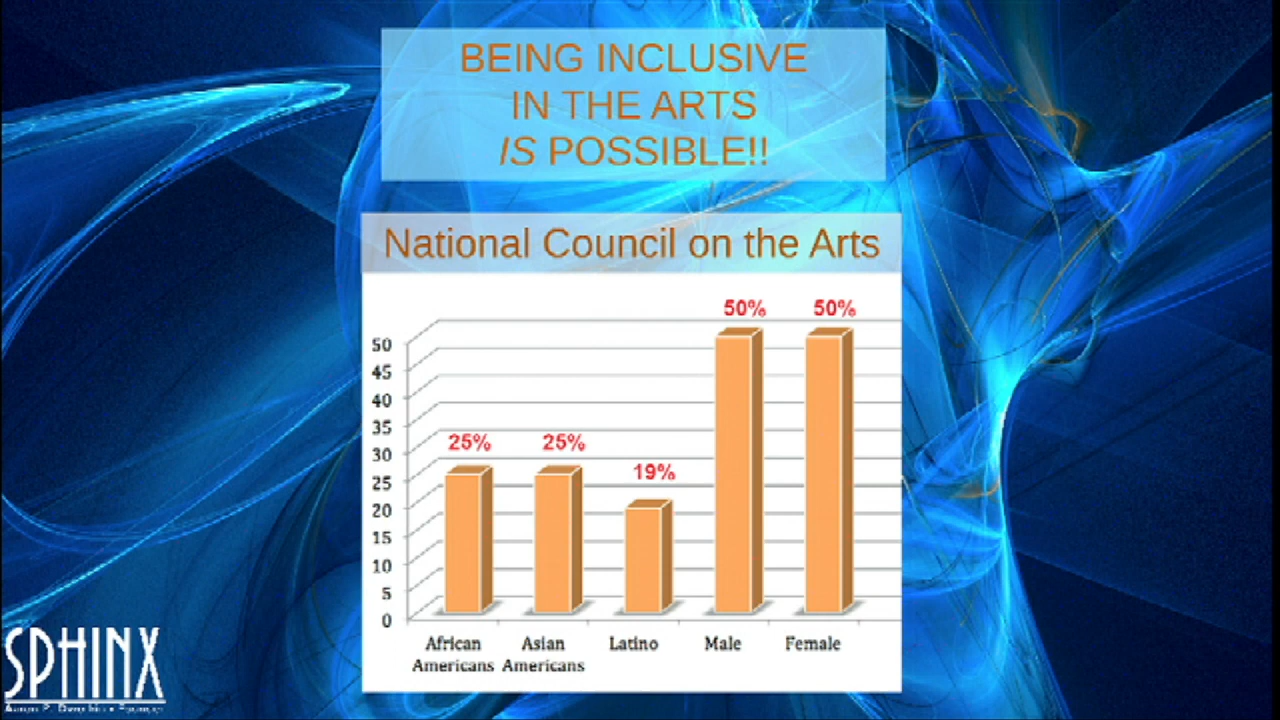 BEING INCLUSIVE
IN THE ARTS
IS POSSIBLE!!
National Council on the Arts
50% 50%
25% 25%
19%
50
45
40
35
30
25
20
15
10
5
0
African Americans
Asian Americans
Latino
Male
Female
SPHINX